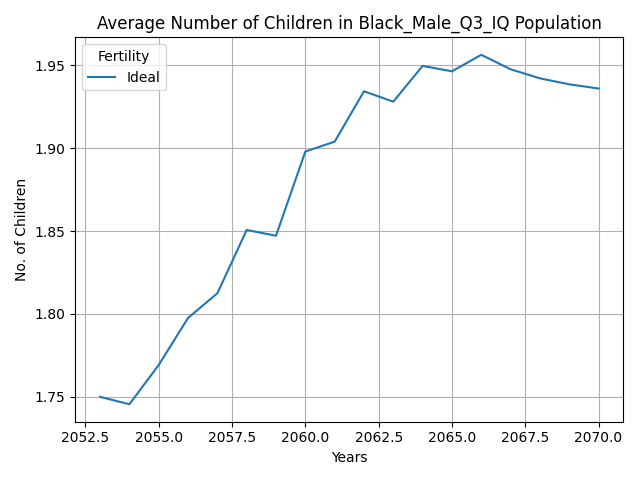 Average Number of Children in Black_Male_Q3_IQ Population
Fertility
Ideal
No. of Children
1.95
1.90
1.85
1.80
1.75
2052.5 2055.0 2057.5 2060.0 2062.5 2065.0 2067.5 2070.0
Years